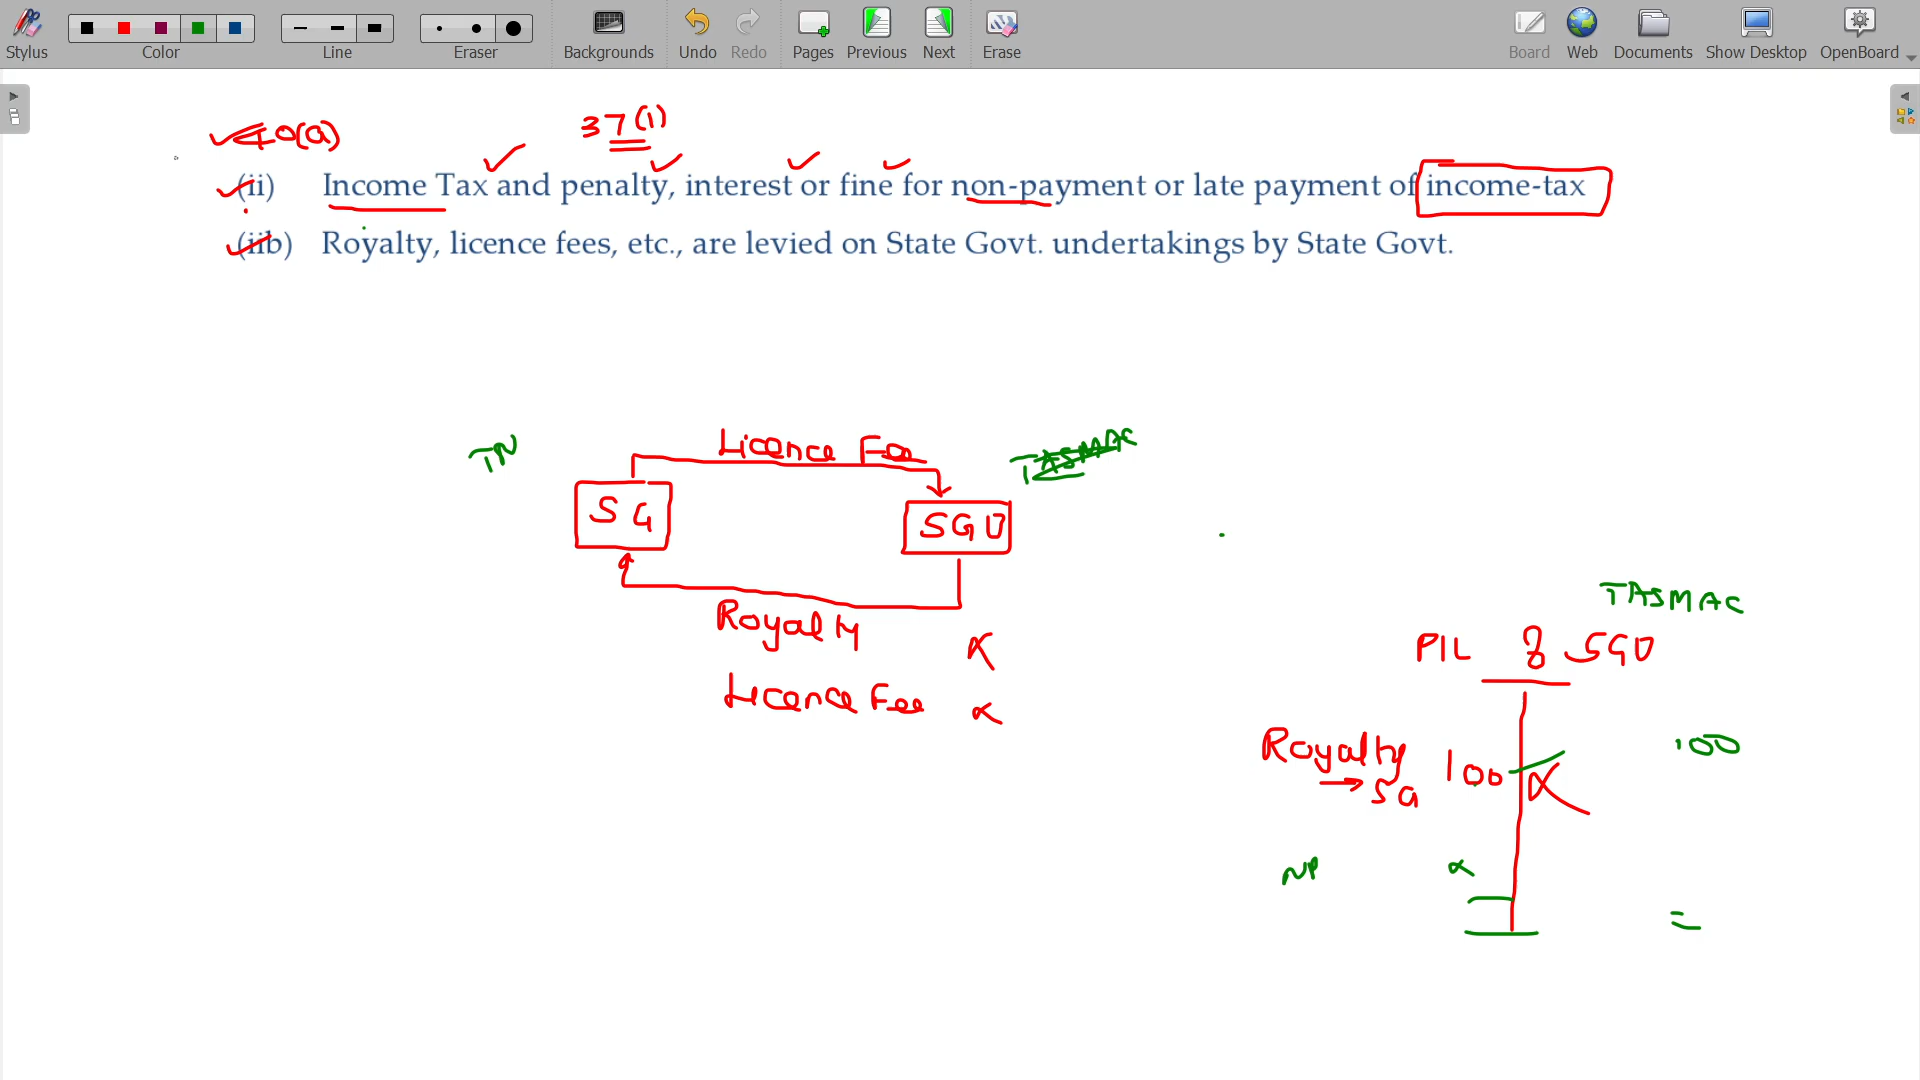 Stylus Color Line Eraser Backgrounds Undo Redo Pages Previous Next Erase Board Web Documents Show Desktop OpenBoard
40(a) 37(1)
(ii) Income Tax and penalty, interest or fine for non-payment or late payment of income-tax
(iib) Royalty, licence fees, etc., are levied on State Govt. undertakings by State Govt.
TN Licence Fee TASMAC
SG SGU
Royalty
Licence Fee
TASMAC
P/L SGU
Royalty 100 100
→ SG
NP